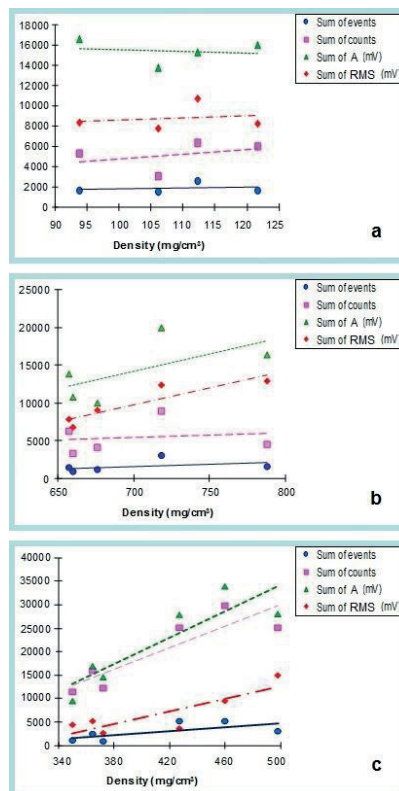 18000
16000
14000
12000
10000
8000
6000
4000
2000
0
90 95 100 105 110 115 120 125
Density (mg/cm³)
Sum of events
Sum of counts
Sum of A (mV)
Sum of RMS (mV)
a
25000
20000
15000
10000
5000
0
650 700 750 800
Density (mg/cm³)
Sum of events
Sum of counts
Sum of A (mV)
Sum of RMS (mV)
b
40000
35000
30000
25000
20000
15000
10000
5000
0
340 380 420 460 500
Density (mg/cm³)
Sum of events
Sum of counts
Sum of A (mV)
Sum of RMS (mV)
c